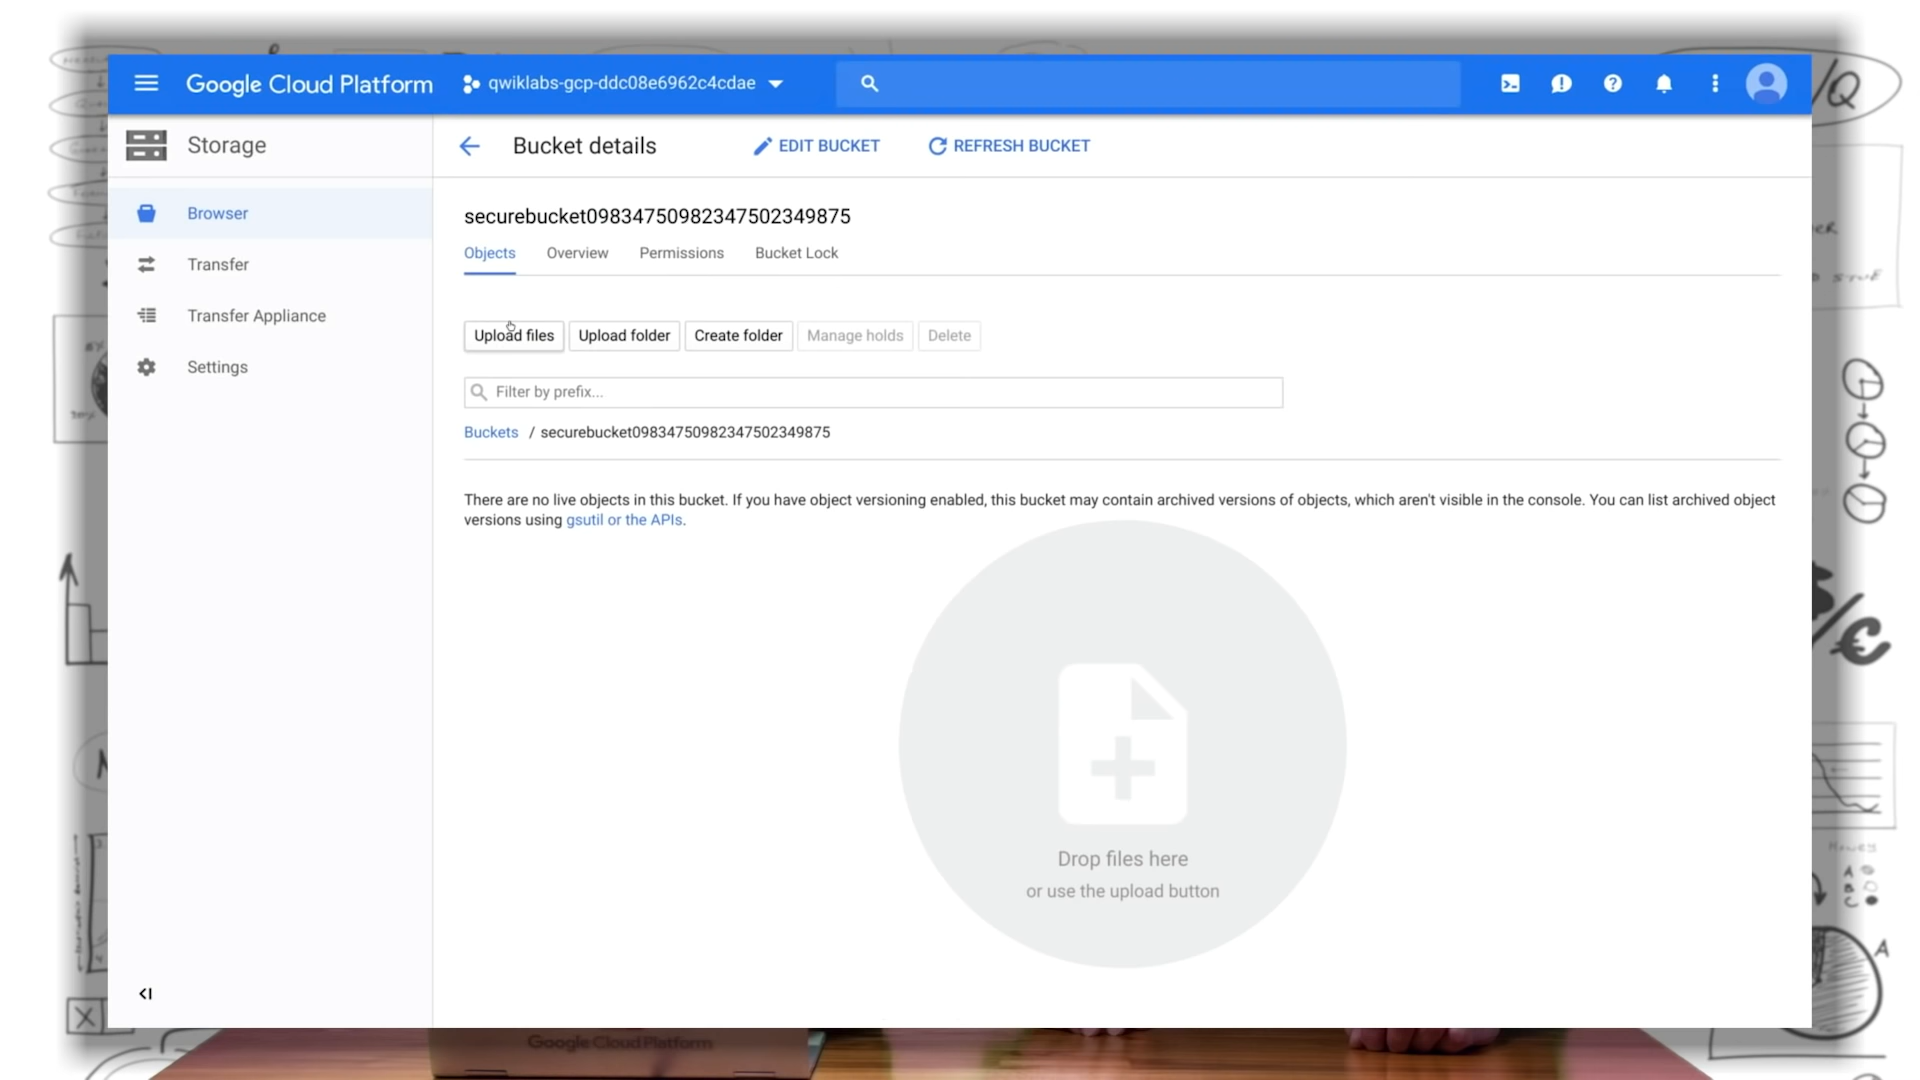 Google Cloud Platform
qwiklabs-gcp-ddc08e6962c4cdae
Storage
Bucket details
EDIT BUCKET
REFRESH BUCKET
Browser
Transfer
Transfer Appliance
Settings
securebucket09834750982347502349875
Objects Overview Permissions Bucket Lock
Upload files Upload folder Create folder Manage holds Delete
Filter by prefix...
Buckets / securebucket09834750982347502349875
There are no live objects in this bucket. If you have object versioning enabled, this bucket may contain archived versions of objects, which aren't visible in the console. You can list archived object
versions using gsutil or the APIs.
Drop files here
or use the upload button
Google Cloud Platform